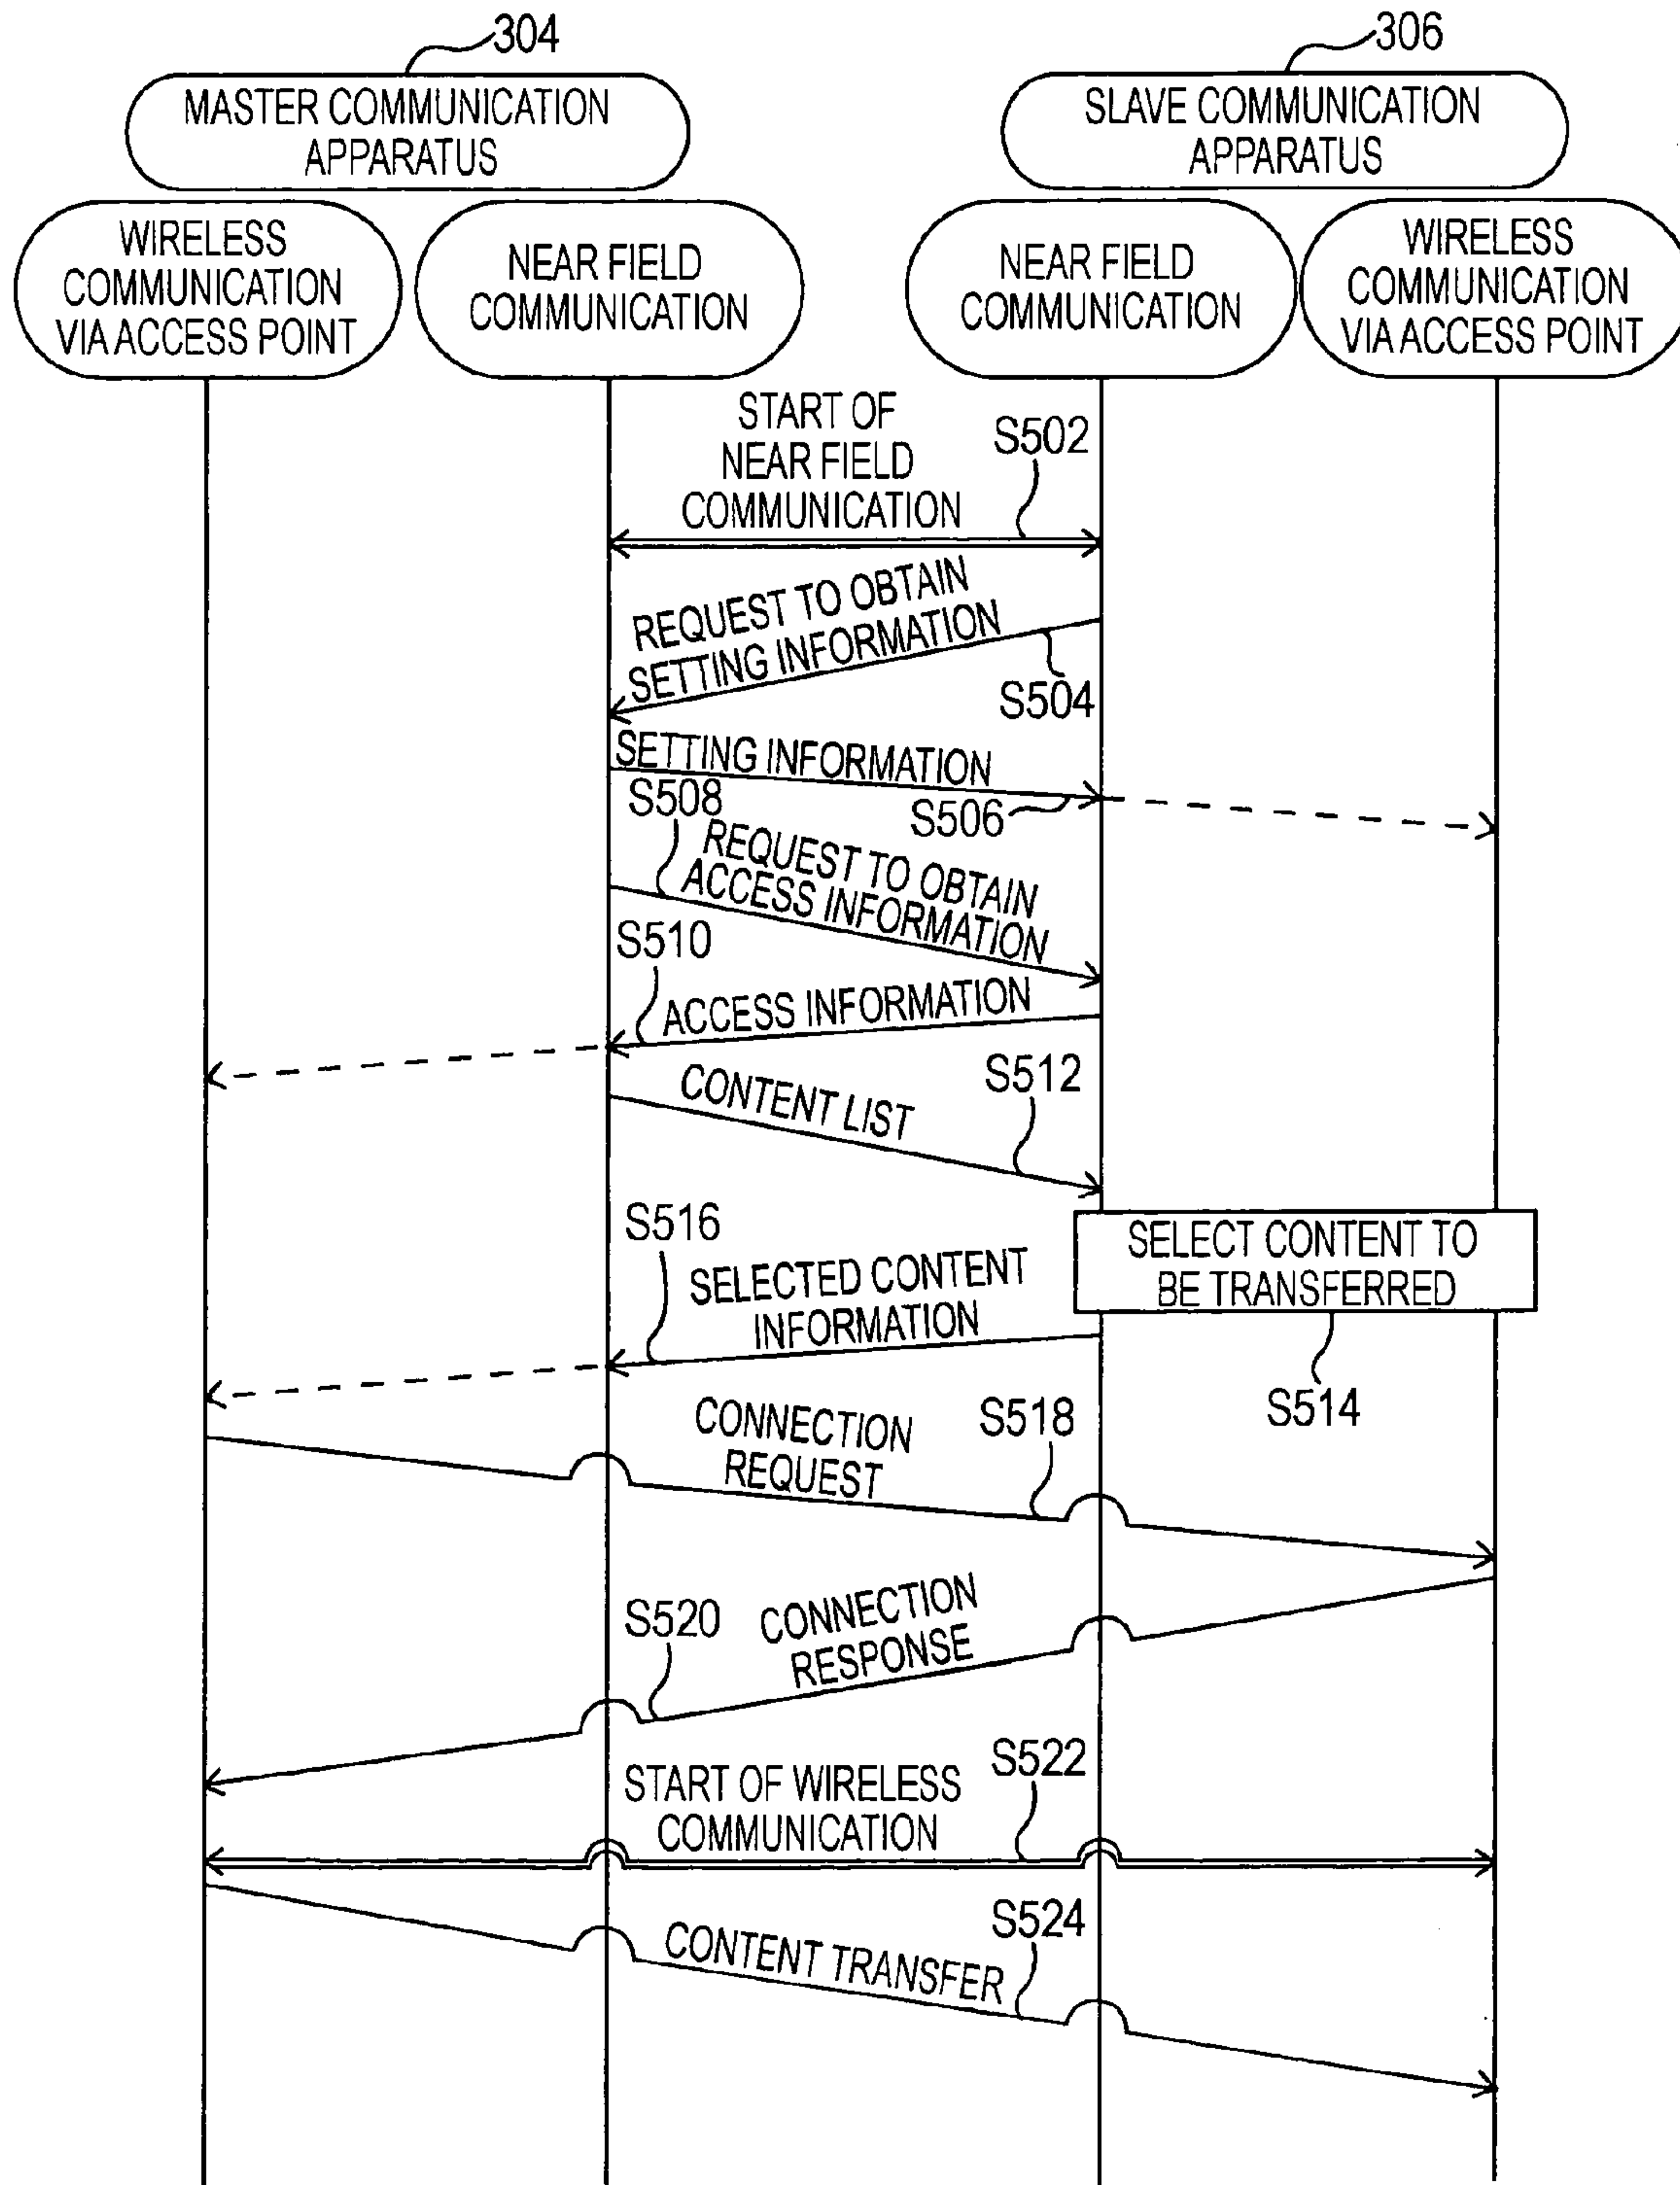 304
306
MASTER COMMUNICATION
APPARATUS
SLAVE COMMUNICATION
APPARATUS
WIRELESS
COMMUNICATION
VIA ACCESS POINT
NEAR FIELD
COMMUNICATION
NEAR FIELD
COMMUNICATION
WIRELESS
COMMUNICATION
VIA ACCESS POINT
START OF
NEAR FIELD
COMMUNICATION
S502
REQUEST TO OBTAIN
SETTING INFORMATION
S504
SETTING INFORMATION
S506
S508
REQUEST TO OBTAIN
ACCESS INFORMATION
S510
ACCESS INFORMATION
CONTENT LIST
S512
SELECT CONTENT TO
BE TRANSFERRED
S514
S516
SELECTED CONTENT
INFORMATION
CONNECTION
REQUEST
S518
S520
CONNECTION
RESPONSE
START OF WIRELESS
COMMUNICATION
S522
CONTENT TRANSFER
S524